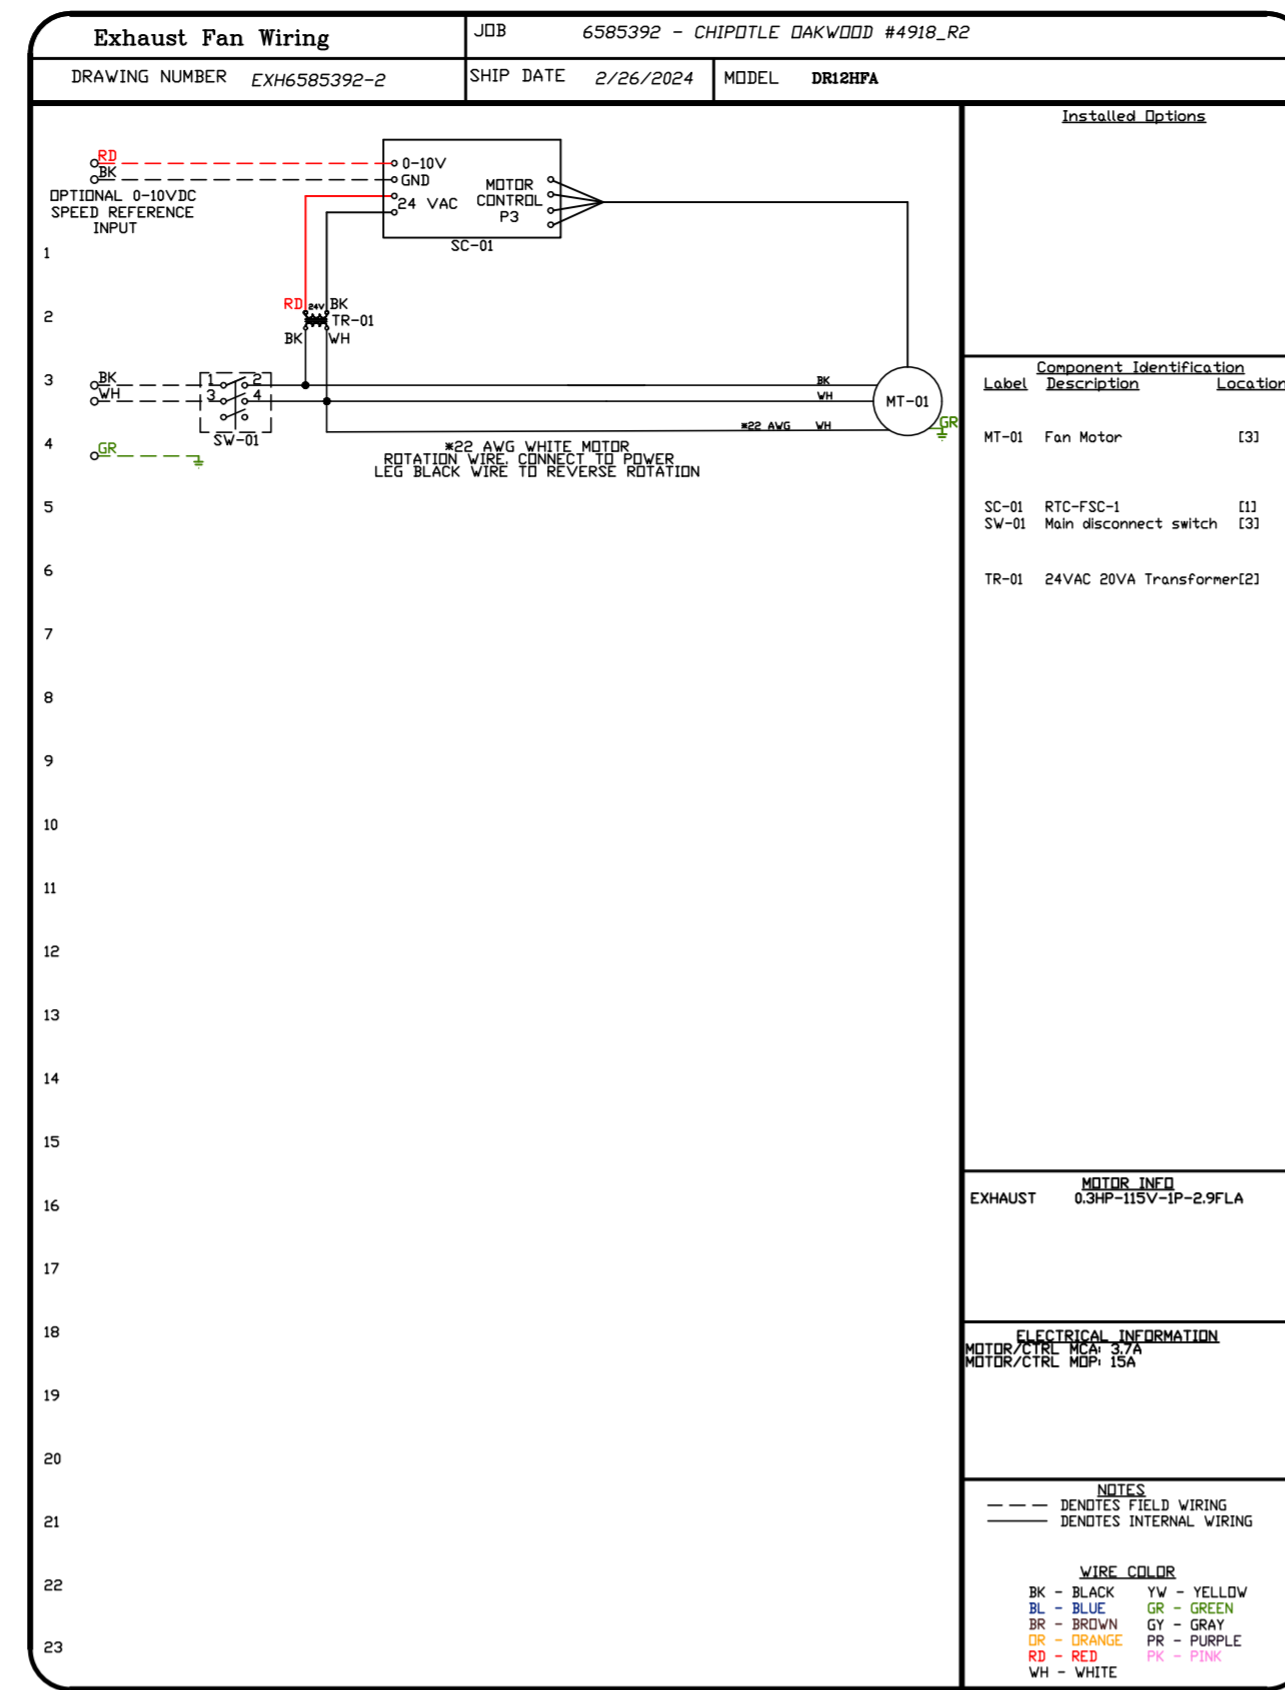 Exhaust Fan Wiring
JOB 6585392 - CHIPOTLE OAKWOOD #4918_R2
DRAWING NUMBER EXH6585392-2
SHIP DATE 2/26/2024
MODEL DR12HFA
RD
BK
OPTIONAL 0-10VDC
SPEED REFERENCE
INPUT
0-10V
GND
24 VAC
MOTOR
CONTROL
P3
SC-01
RD 24V BK
TR-01
BK WH
BK
WH
1 2
3 4
SW-01
GR
BK
WH
*22 AWG WH
MT-01
GR
*22 AWG WHITE MOTOR
ROTATION WIRE. CONNECT TO POWER
LEG BLACK WIRE TO REVERSE ROTATION
1
2
3
4
5
6
7
8
9
10
11
12
13
14
15
16
17
18
19
20
21
22
23
Installed Options
Component Identification
Label Description Location
MT-01 Fan Motor [3]
SC-01 RTC-FSC-1 [1]
SW-01 Main disconnect switch [3]
TR-01 24VAC 20VA Transformer[2]
MOTOR INFO
EXHAUST 0.3HP-115V-1P-2.9FLA
ELECTRICAL INFORMATION
MOTOR/CTRL MCA: 3.7A
MOTOR/CTRL MOP: 15A
NOTES
DENOTES FIELD WIRING
DENOTES INTERNAL WIRING
WIRE COLOR
BK - BLACK YW - YELLOW
BL - BLUE GR - GREEN
BR - BROWN GY - GRAY
OR - ORANGE PR - PURPLE
RD - RED PK - PINK
WH - WHITE